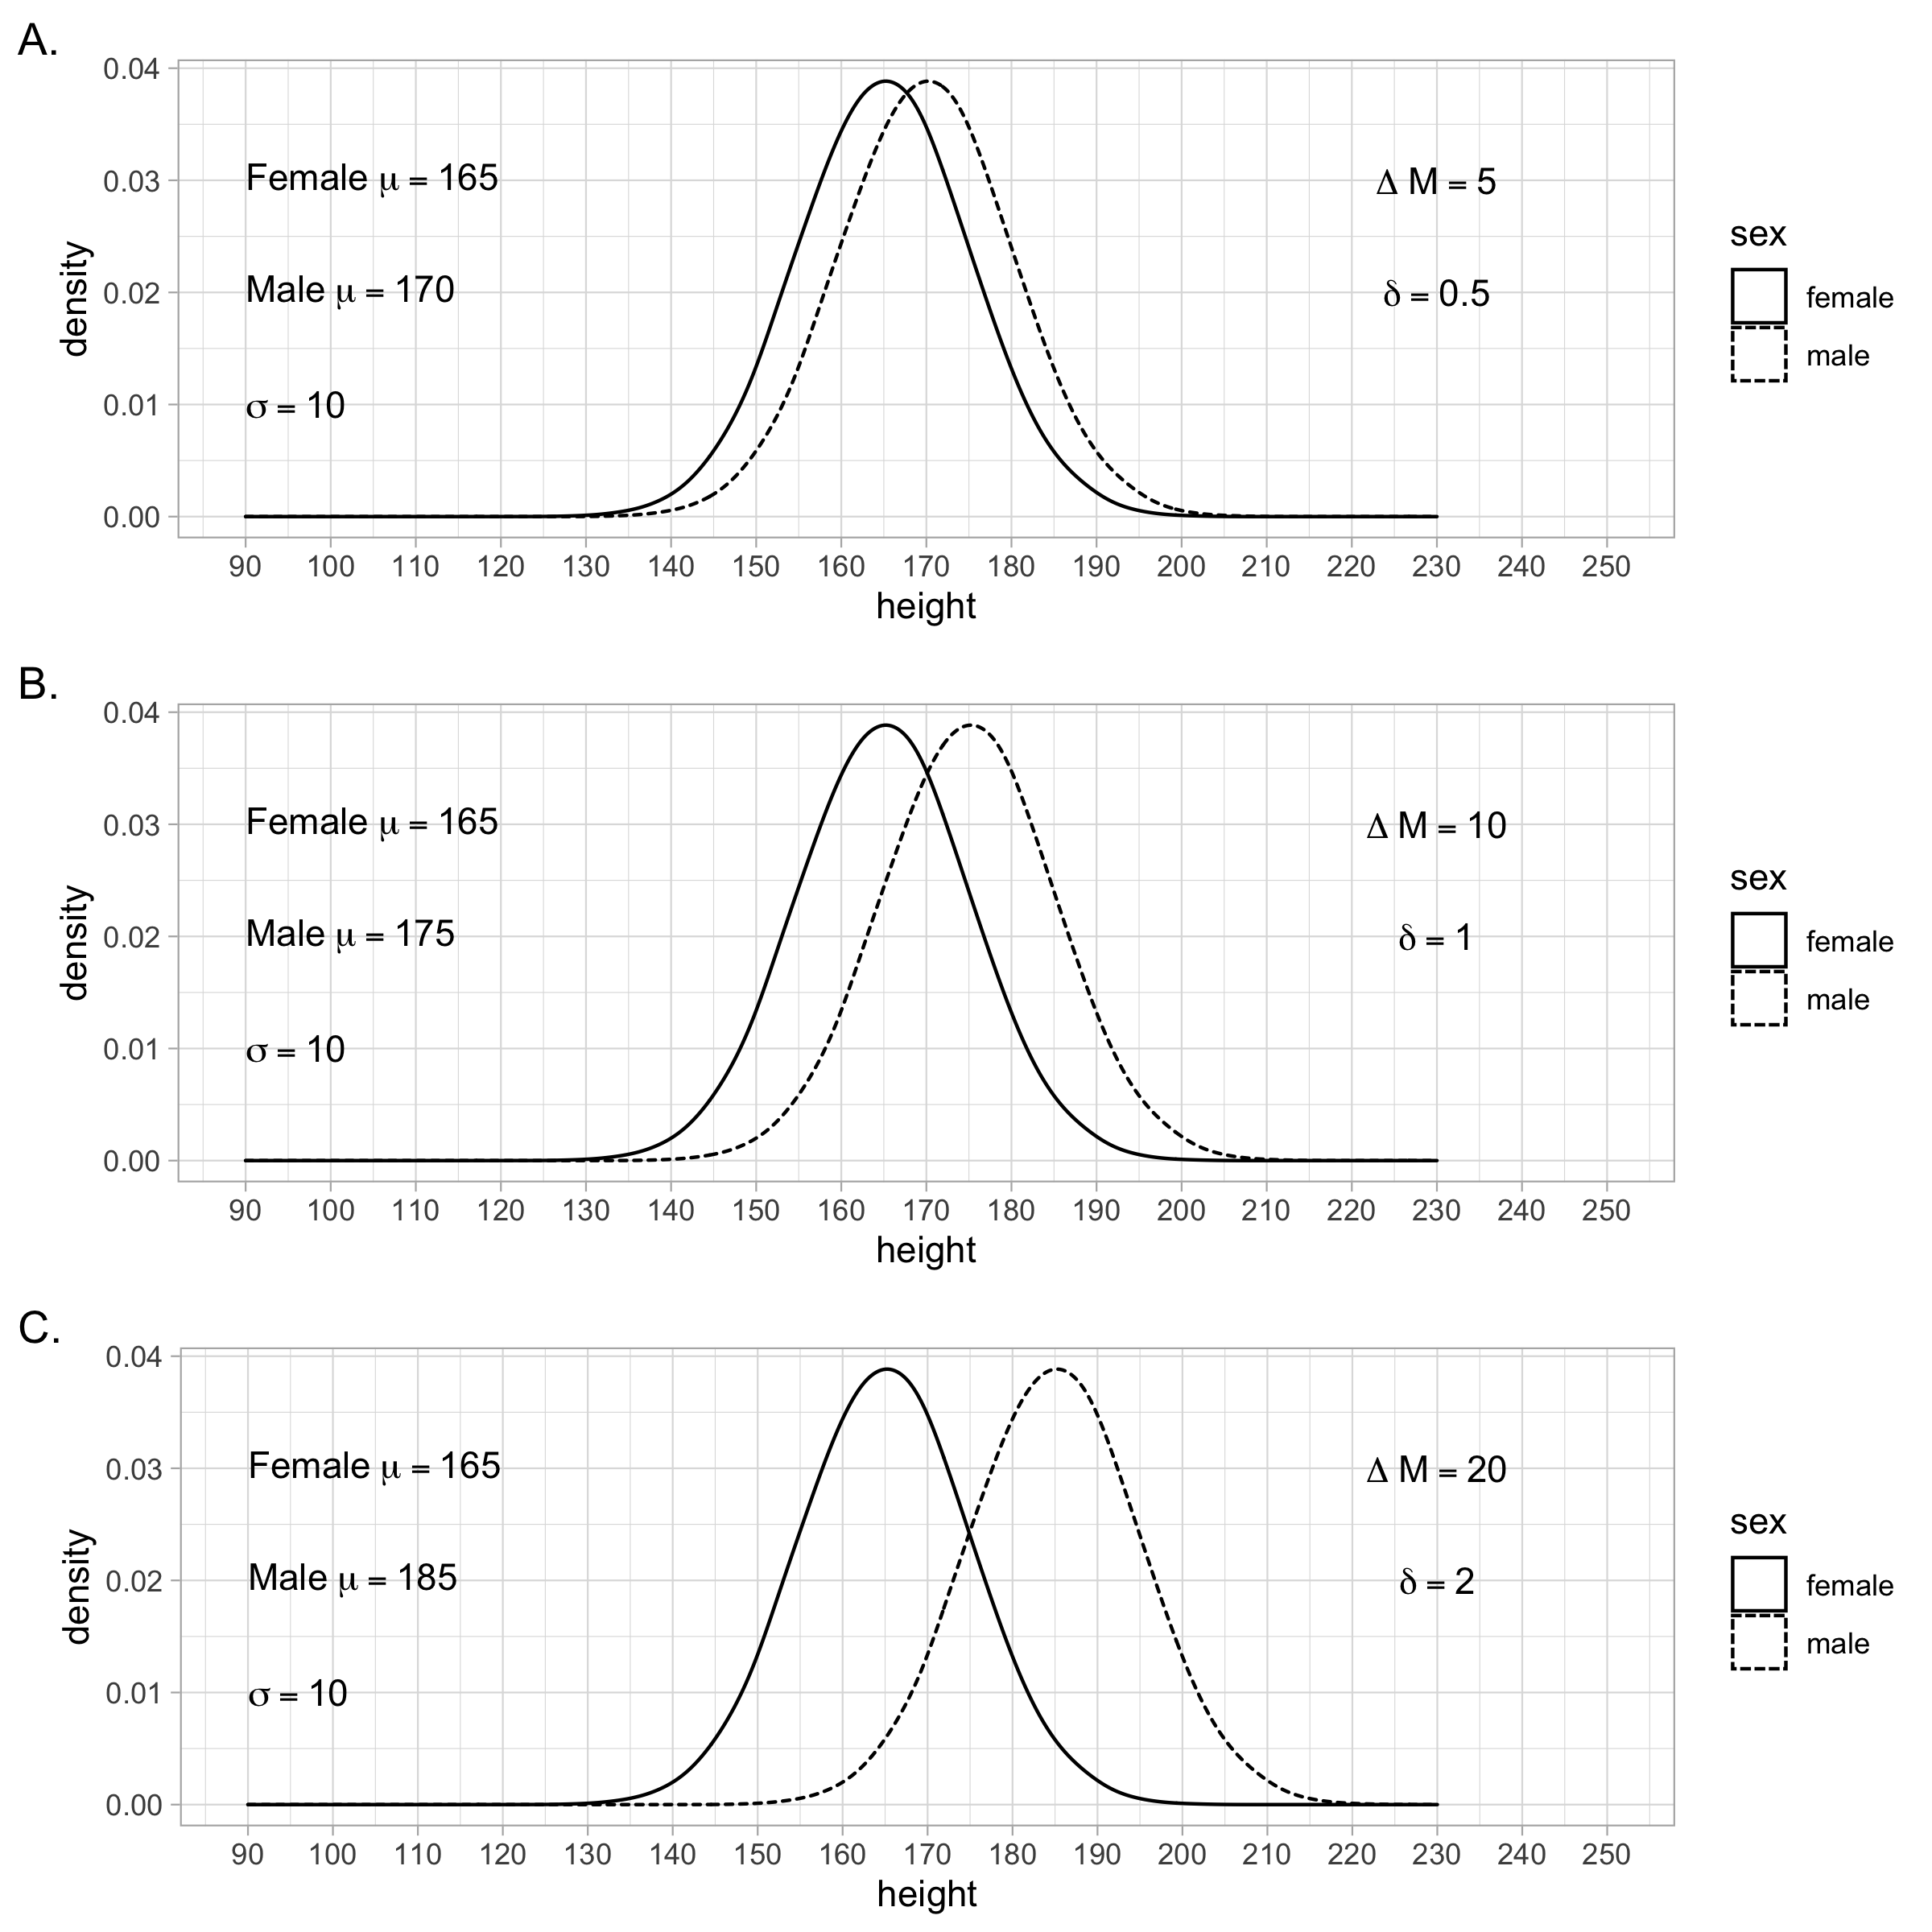 A.
0.04
0.03
0.02
0.01
0.00
density
Female μ = 165
Male μ = 170
σ = 10
Δ M = 5
δ = 0.5
90 100 110 120 130 140 150 160 170 180 190 200 210 220 230 240 250
height
sex
female
male
B.
0.04
0.03
0.02
0.01
0.00
density
Female μ = 165
Male μ = 175
σ = 10
Δ M = 10
δ = 1
90 100 110 120 130 140 150 160 170 180 190 200 210 220 230 240 250
height
sex
female
male
C.
0.04
0.03
0.02
0.01
0.00
density
Female μ = 165
Male μ = 185
σ = 10
Δ M = 20
δ = 2
90 100 110 120 130 140 150 160 170 180 190 200 210 220 230 240 250
height
sex
female
male